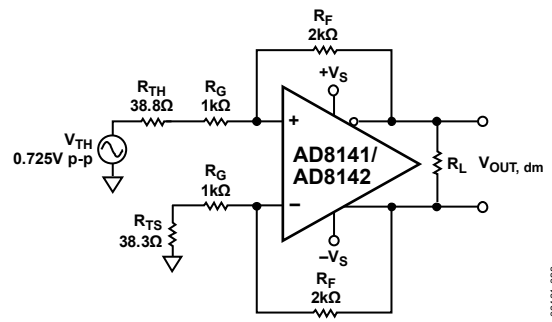 R_F
2kΩ
R_TH
38.8Ω
R_G
1kΩ
+V_S
V_TH
0.725V p-p
+
AD8141/
AD8142
R_L
V_OUT, dm
R_G
1kΩ
–
R_TS
38.3Ω
–V_S
R_F
2kΩ